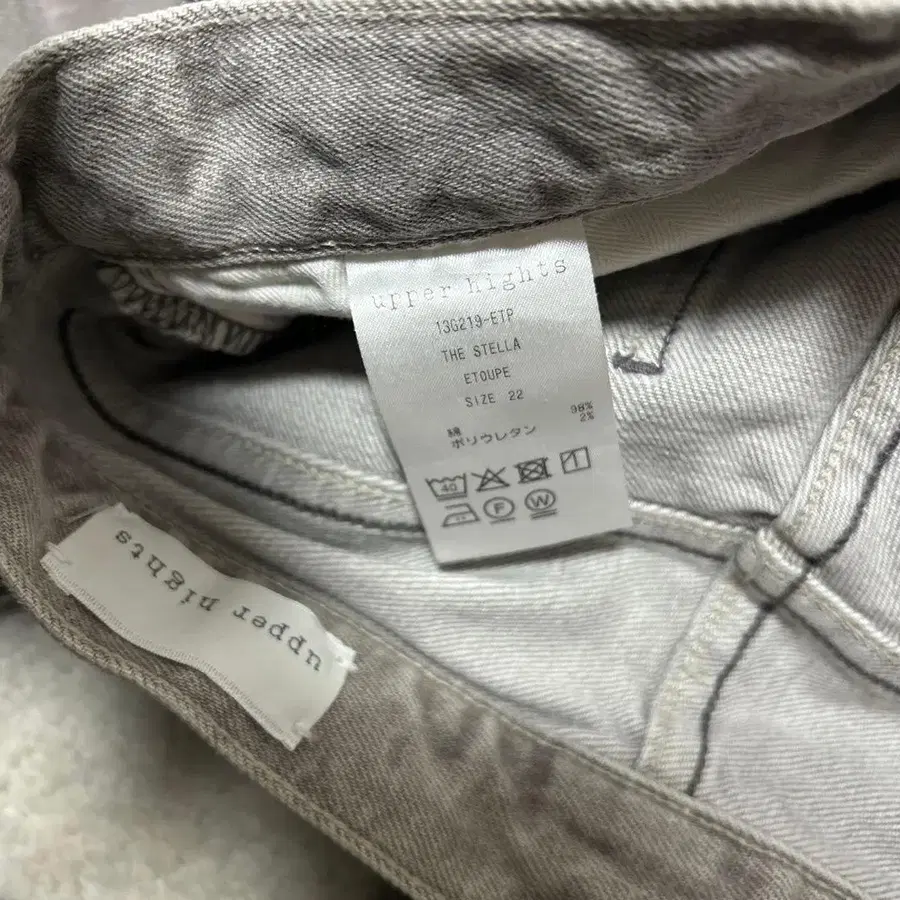 upper hights
13G219-ETP
THE STELLA
ETOUPE
SIZE 22
綿 98%
ポリウレタン 2%
40
F W
upper hights